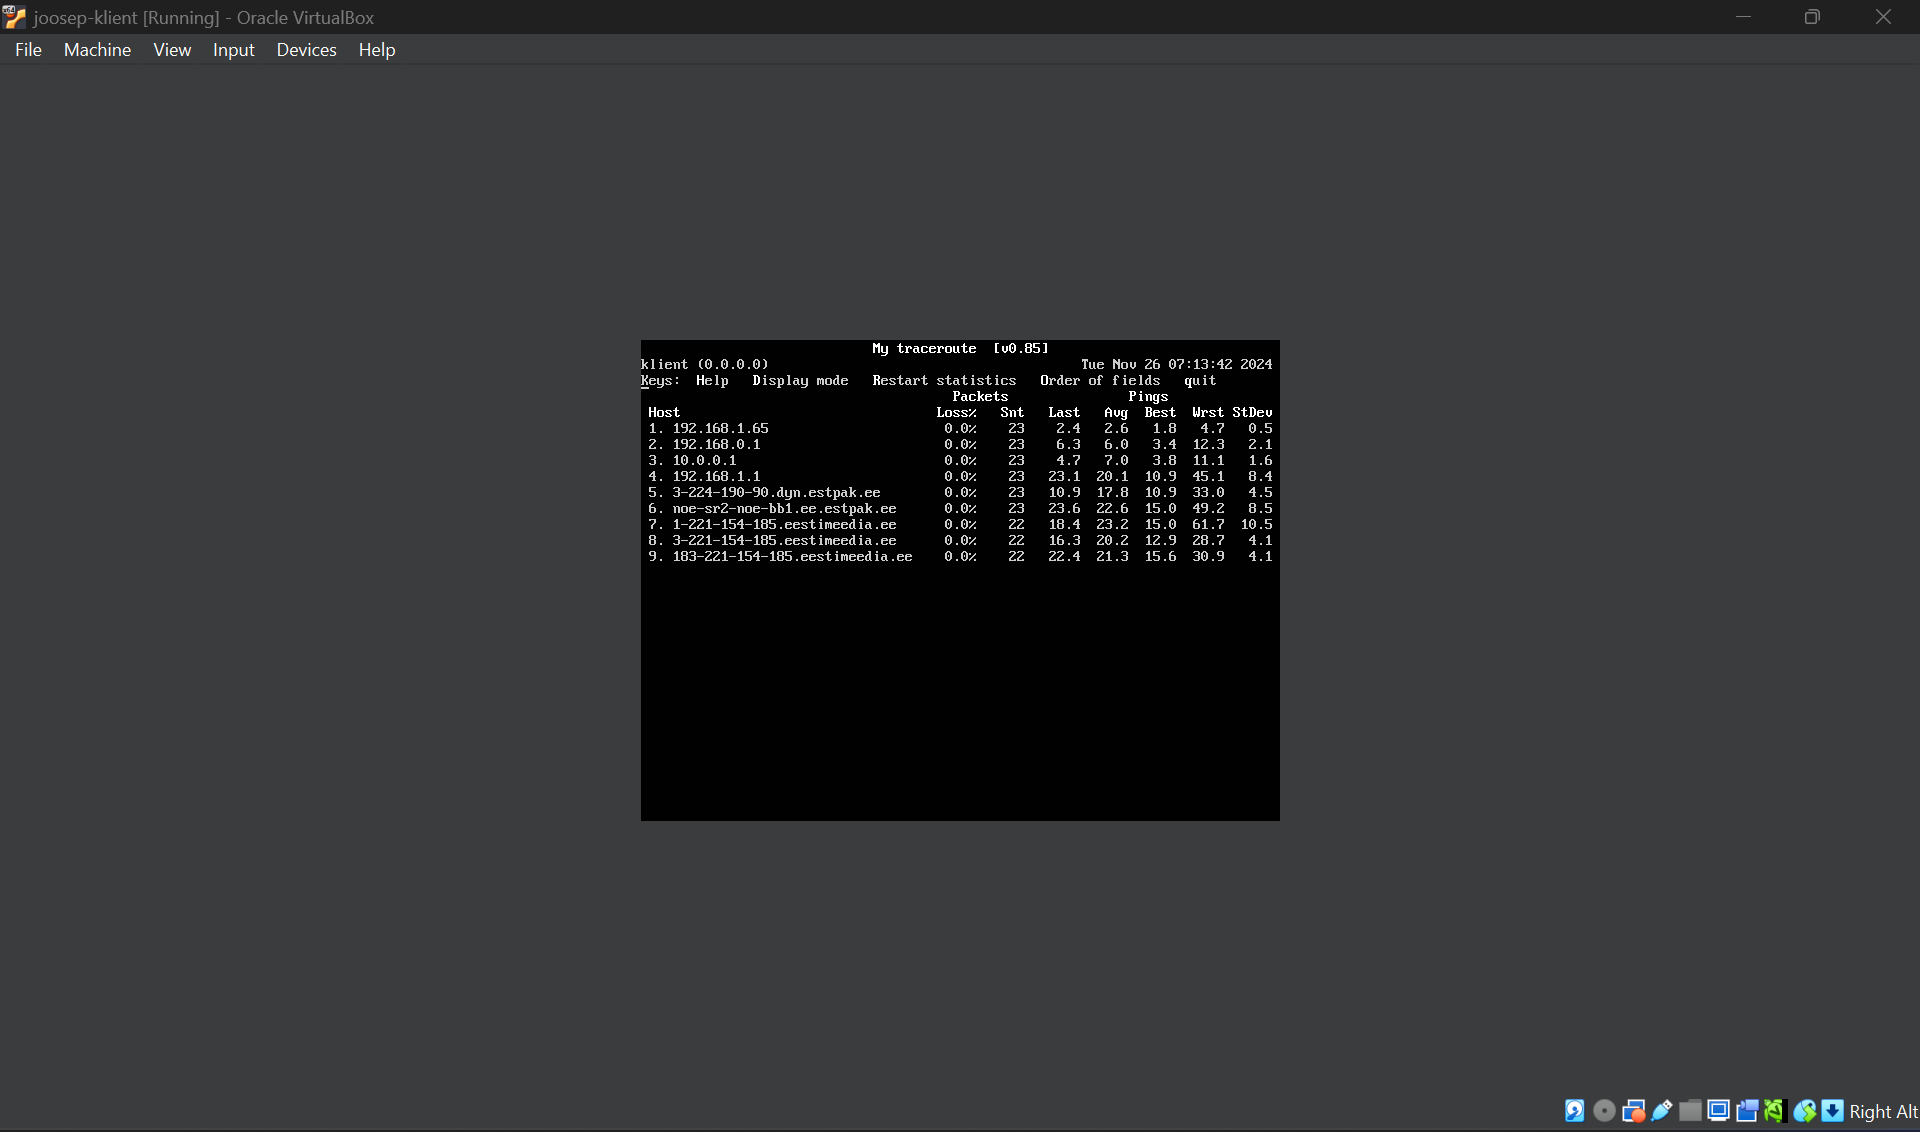 joosep-klient [Running] - Oracle VirtualBox
File Machine View Input Devices Help
My traceroute [v0.85]
klient (0.0.0.0) Tue Nov 26 07:13:42 2024
Keys: Help Display mode Restart statistics Order of fields quit
Packets Pings
Host Loss% Snt Last Avg Best Wrst StDev
1. 192.168.1.65 0.0% 23 2.4 2.6 1.8 4.7 0.5
2. 192.168.0.1 0.0% 23 6.3 6.0 3.4 12.3 2.1
3. 10.0.0.1 0.0% 23 4.7 7.0 3.8 11.1 1.6
4. 192.168.1.1 0.0% 23 23.1 20.1 10.9 45.1 8.4
5. 3-224-190-90.dyn.estpak.ee 0.0% 23 10.9 17.8 10.9 33.0 4.5
6. noe-sr2-noe-bb1.ee.estpak.ee 0.0% 23 23.6 22.6 15.0 49.2 8.5
7. 1-221-154-185.eestimeedia.ee 0.0% 22 18.4 23.2 15.0 61.7 10.5
8. 3-221-154-185.eestimeedia.ee 0.0% 22 16.3 20.2 12.9 28.7 4.1
9. 183-221-154-185.eestimeedia.ee 0.0% 22 22.4 21.3 15.6 30.9 4.1
Right Alt